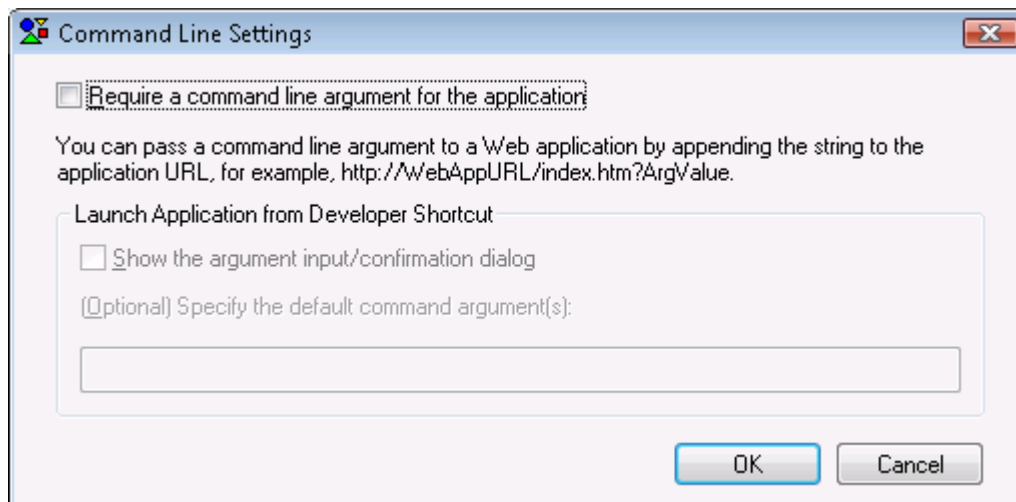 Command Line Settings
Require a command line argument for the application
You can pass a command line argument to a Web application by appending the string to the
application URL, for example, http://WebAppURL/index.htm?ArgValue.
Launch Application from Developer Shortcut
Show the argument input/confirmation dialog
(Optional) Specify the default command argument(s):
OK
Cancel